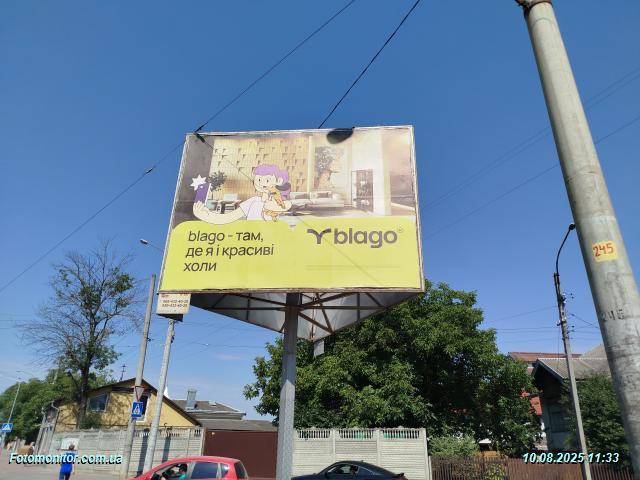 blago - там,
де я і красиві
холи
blago
245
Fotomonitor.com.ua
10.08.2025 11:33